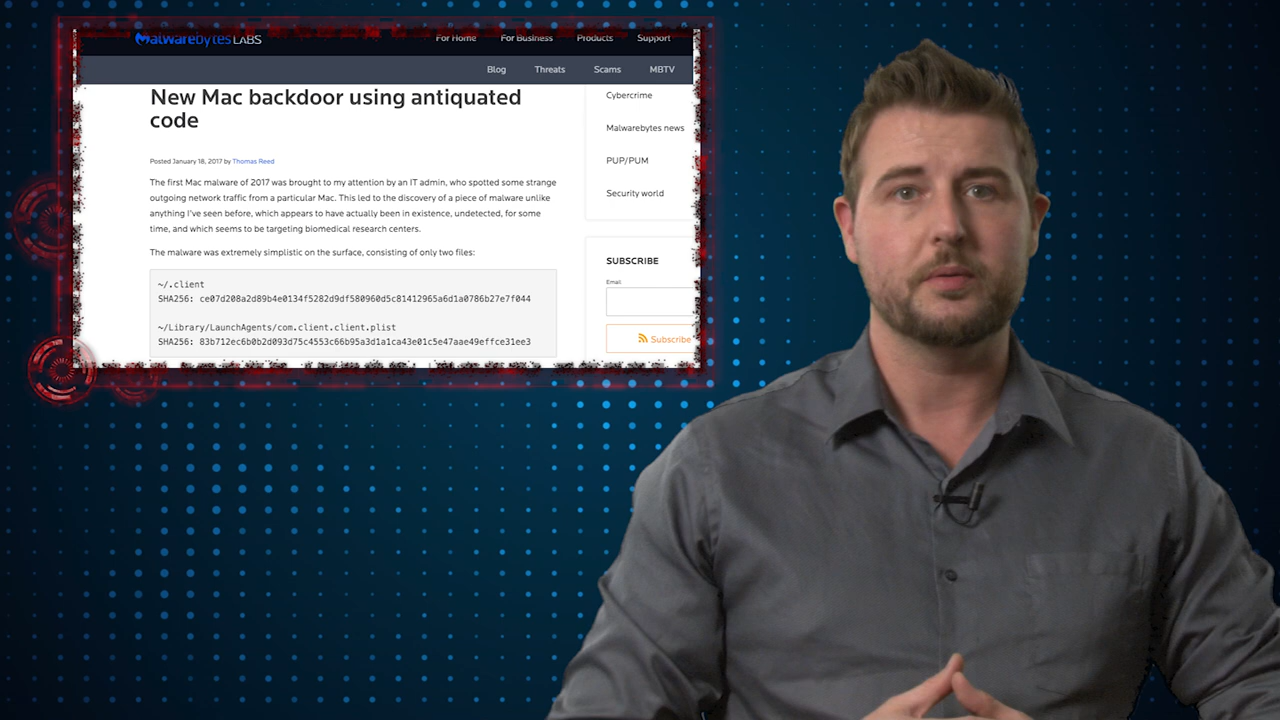 Malwarebytes LABS
For Home For Business Products Support
Blog Threats Scams MBTV
New Mac backdoor using antiquated
code
Posted January 18, 2017 by Thomas Reed
The first Mac malware of 2017 was brought to my attention by an IT admin, who spotted some strange
outgoing network traffic from a particular Mac. This led to the discovery of a piece of malware unlike
anything I've seen before, which appears to have actually been in existence, undetected, for some
time, and which seems to be targeting biomedical research centers.
The malware was extremely simplistic on the surface, consisting of only two files:
~/.client
SHA256: ce07d208a2d89b4e0134f5282d9df580960d5c81412965a6d1a0786b27e7f044
~/Library/LaunchAgents/com.client.client.plist
SHA256: 83b712ec6b0b2d093d75c4553c66b95a3d1a1ca43e01c5e47aae49effce31ee3
Cybercrime
Malwarebytes news
PUP/PUM
Security world
SUBSCRIBE
Email
Subscribe